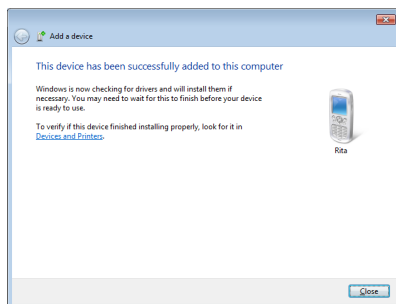 Add a device
This device has been successfully added to this computer
Windows is now checking for drivers and will install them if
necessary. You may need to wait for this to finish before your device
is ready to use.
To verify if this device finished installing properly, look for it in
Devices and Printers.
Rita
Close